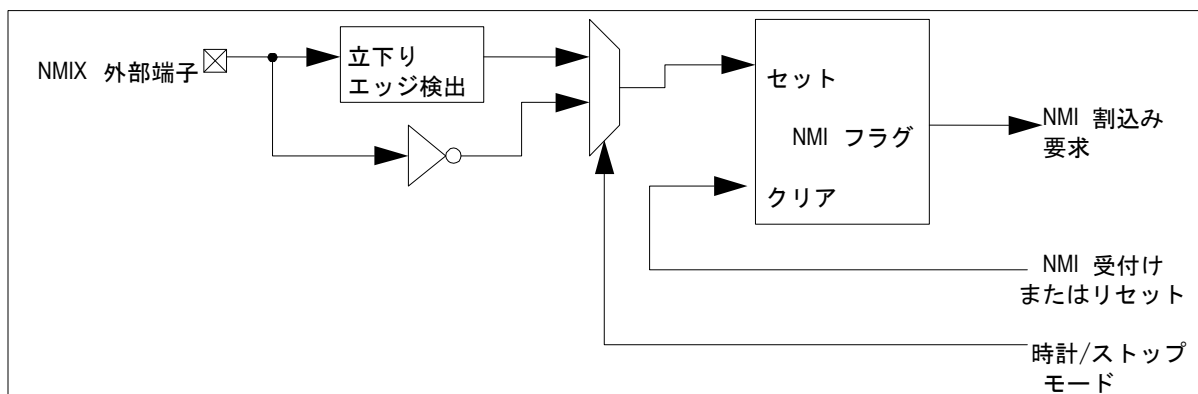 NMIX 外部端子
立下り
エッジ検出
セット
NMI フラグ
クリア
NMI 割込み
要求
NMI 受付け
またはリセット
時計/ストップ
モード